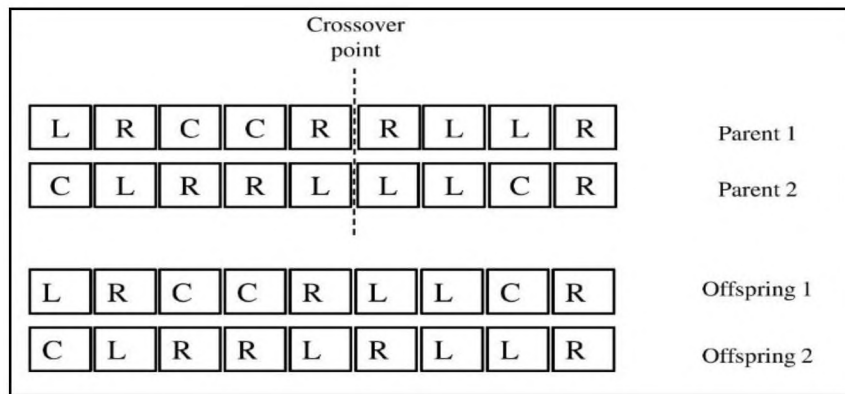 Crossover
point
L R C C R R L L R Parent 1
C L R R L L L C R Parent 2
L R C C R L L C R Offspring 1
C L R R L R L L R Offspring 2